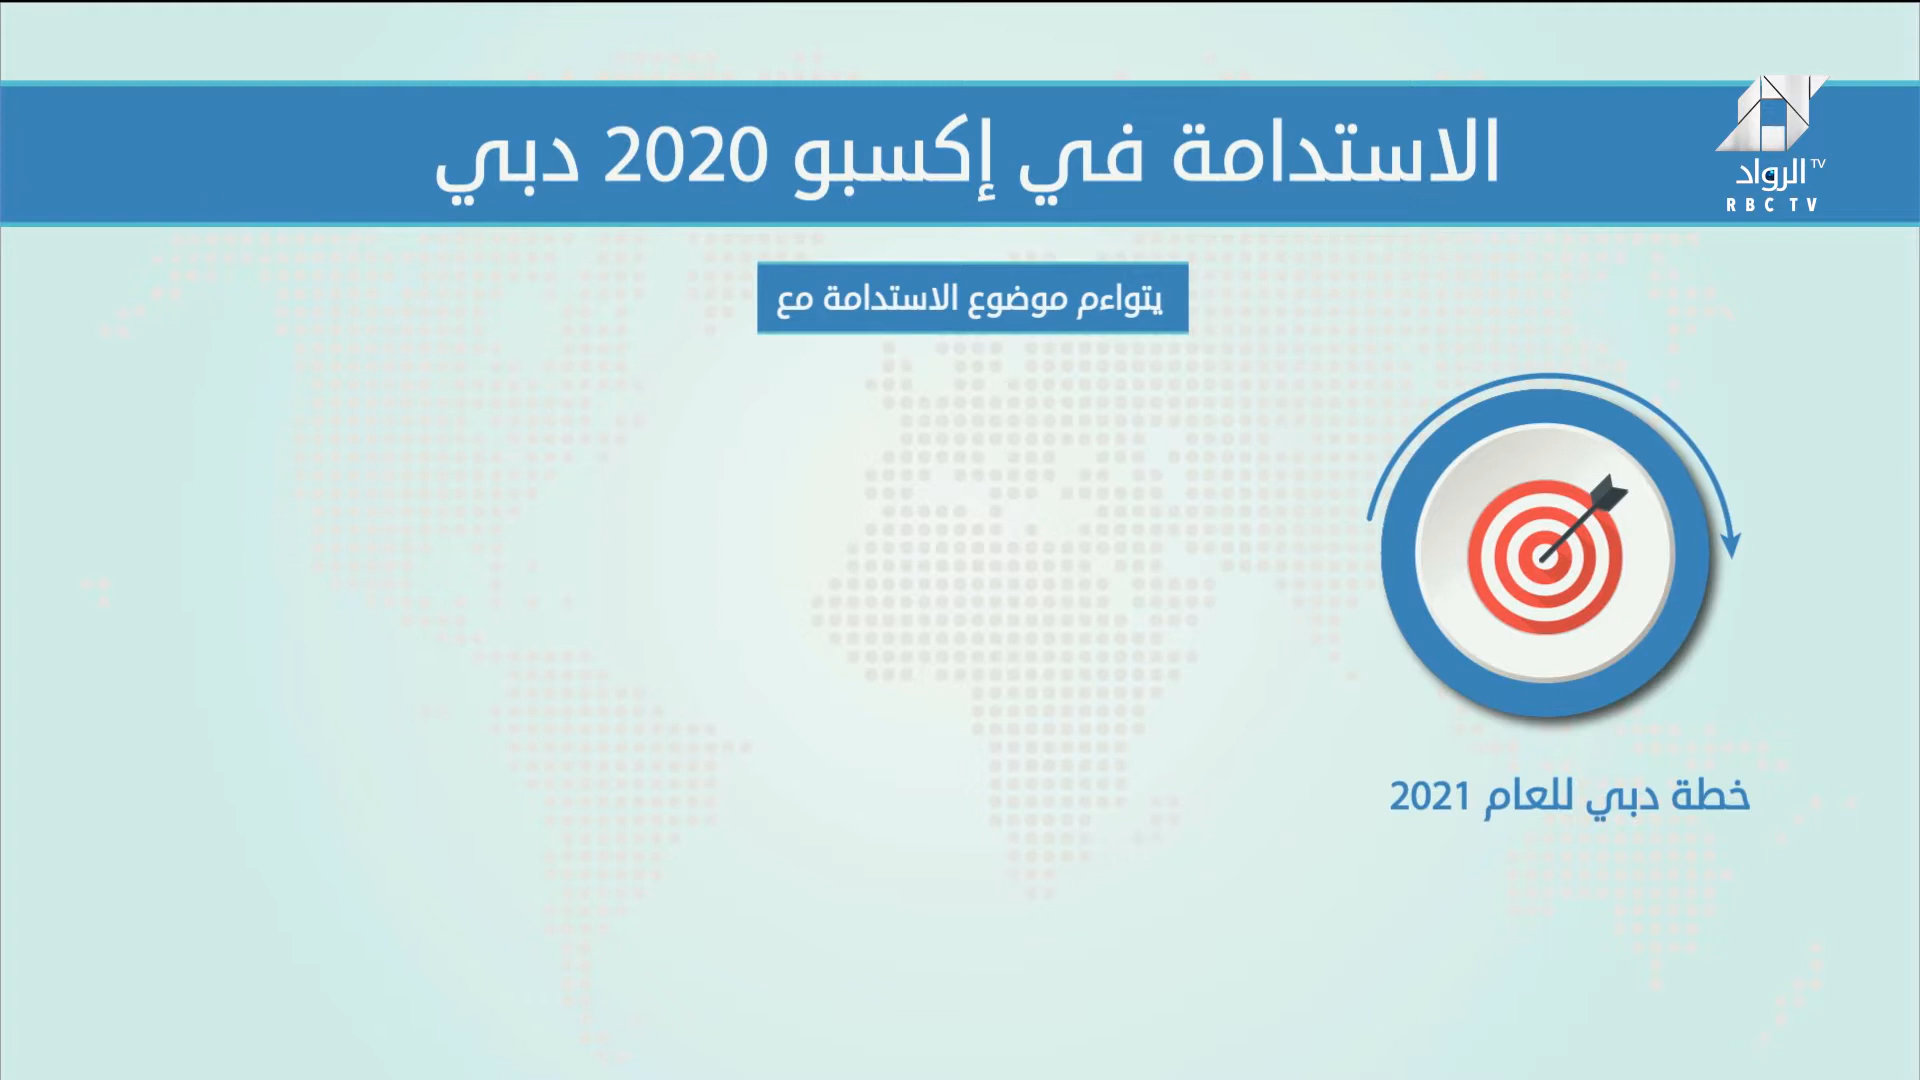 الاستدامة في إكسبو 2020 دبي
الرواد TV
RBC TV
يتواءم موضوع الاستدامة مع
خطة دبي للعام 2021